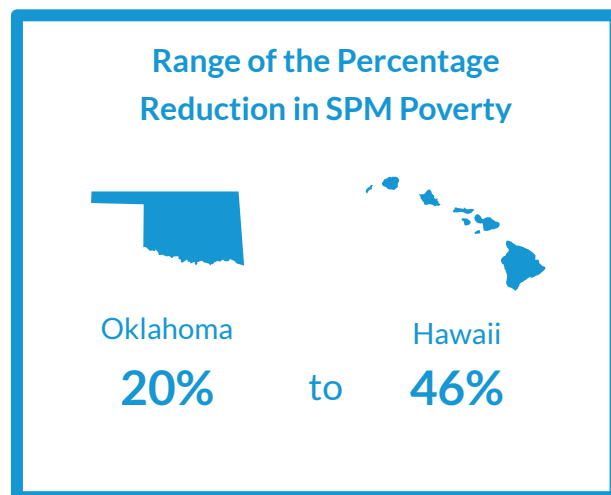 Range of the Percentage
Reduction in SPM Poverty
Oklahoma
Hawaii
20% to 46%